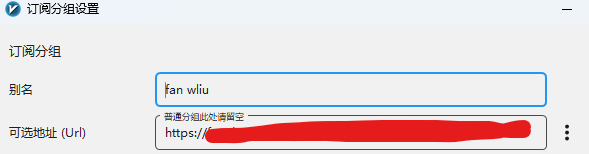 订阅分组设置
订阅分组
别名
fan wliu
可选地址 (Url)
普通分组此处请留空
https://